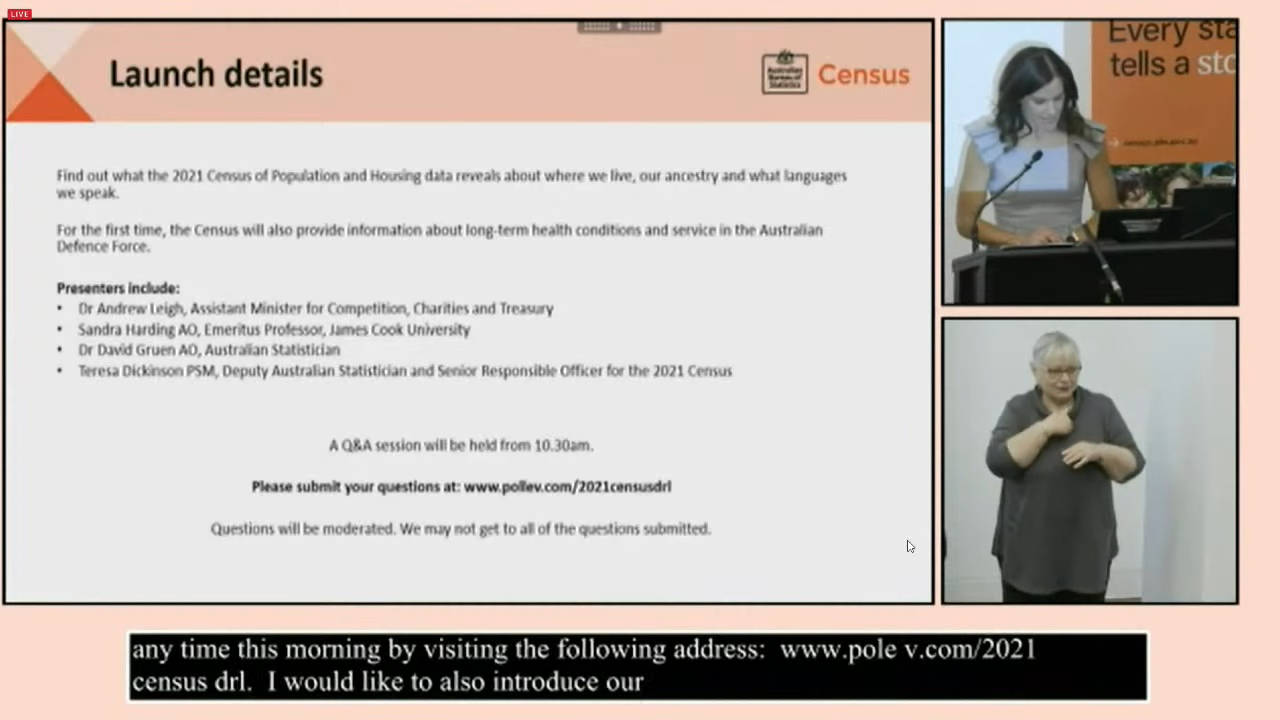 LIVE
Launch details
Australian
Bureau of
Statistics
Census
Find out what the 2021 Census of Population and Housing data reveals about where we live, our ancestry and what languages
we speak.
For the first time, the Census will also provide information about long-term health conditions and service in the Australian
Defence Force.
Presenters include:
• Dr Andrew Leigh, Assistant Minister for Competition, Charities and Treasury
• Sandra Harding AO, Emeritus Professor, James Cook University
• Dr David Gruen AO, Australian Statistician
• Teresa Dickinson PSM, Deputy Australian Statistician and Senior Responsible Officer for the 2021 Census
A Q&A session will be held from 10.30am.
Please submit your questions at: www.pollev.com/2021censusdrl
Questions will be moderated. We may not get to all of the questions submitted.
Every sta
tells a sto
census.abs.gov.au
any time this morning by visiting the following address: www.pole v.com/2021
census drl. I would like to also introduce our